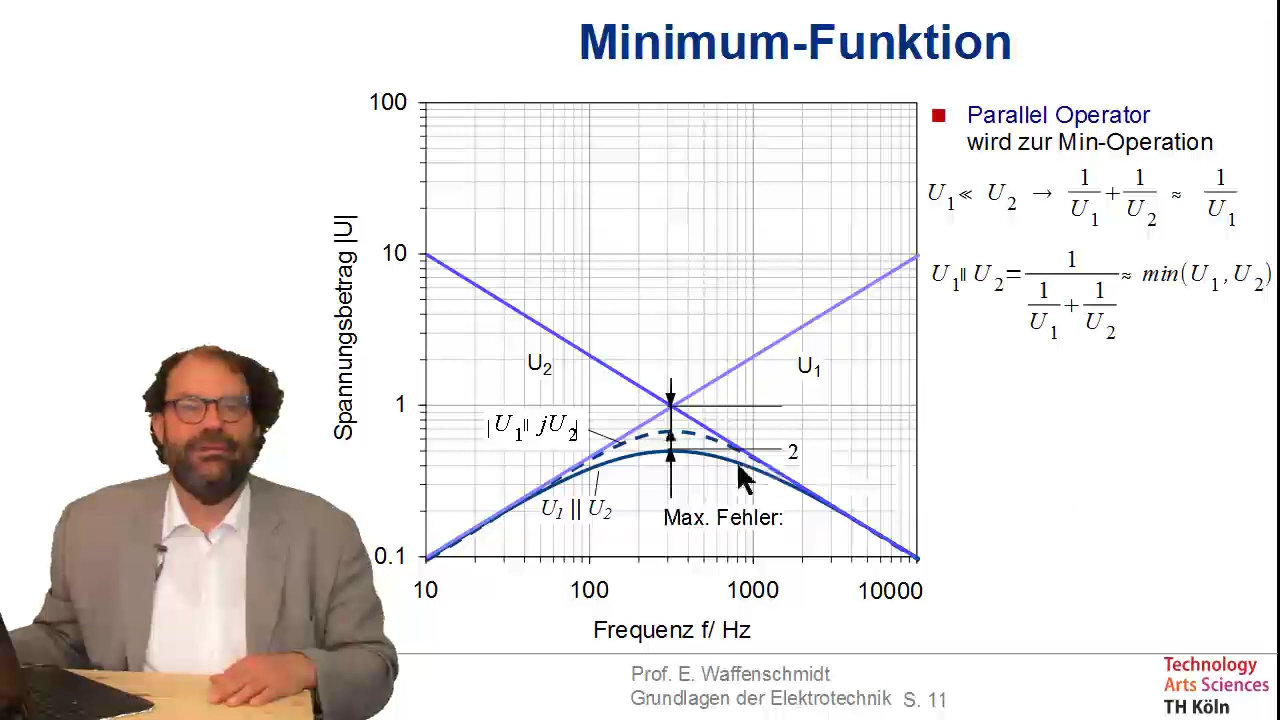 Minimum-Funktion
Parallel Operator
wird zur Min-Operation
U₁ ≪ U₂ → 1/U₁ + 1/U₂ ≈ 1/U₁
U₁ ∥ U₂ = 1/(1/U₁ + 1/U₂) ≈ min(U₁, U₂)
Spannungsbetrag |U|
100
10
1
0.1
U₂
U₁
|U₁ ∥ jU₂|
2
U₁ || U₂
Max. Fehler:
10
100
1000
10000
Frequenz f/ Hz
Prof. E. Waffenschmidt
Grundlagen der Elektrotechnik S. 11
Technology
Arts Sciences
TH Köln